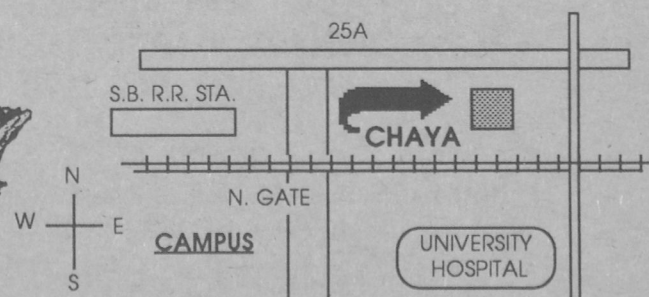 25A
S.B. R.R. STA.
CHAYA
N. GATE
N
W E
S
CAMPUS
UNIVERSITY
HOSPITAL